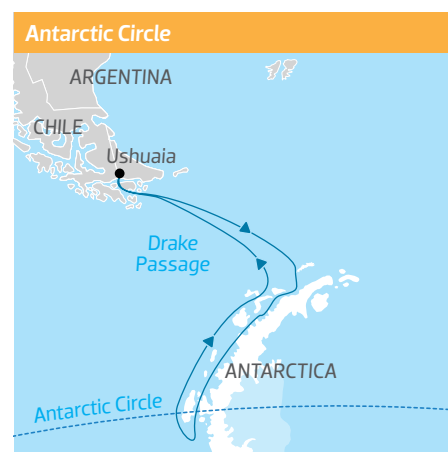 Antarctic Circle
ARGENTINA
CHILE
Ushuaia
Drake
Passage
ANTARCTICA
Antarctic Circle